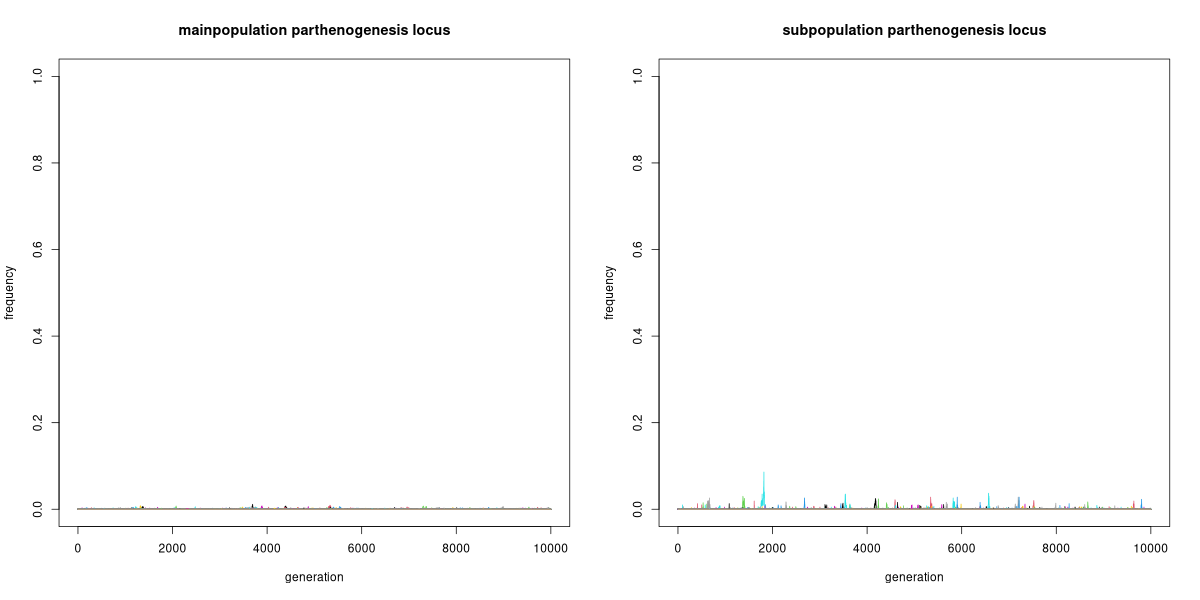 mainpopulation parthenogenesis locus
frequency
1.0
0.8
0.6
0.4
0.2
0.0
0 2000 4000 6000 8000 10000
generation
subpopulation parthenogenesis locus
frequency
1.0
0.8
0.6
0.4
0.2
0.0
0 2000 4000 6000 8000 10000
generation